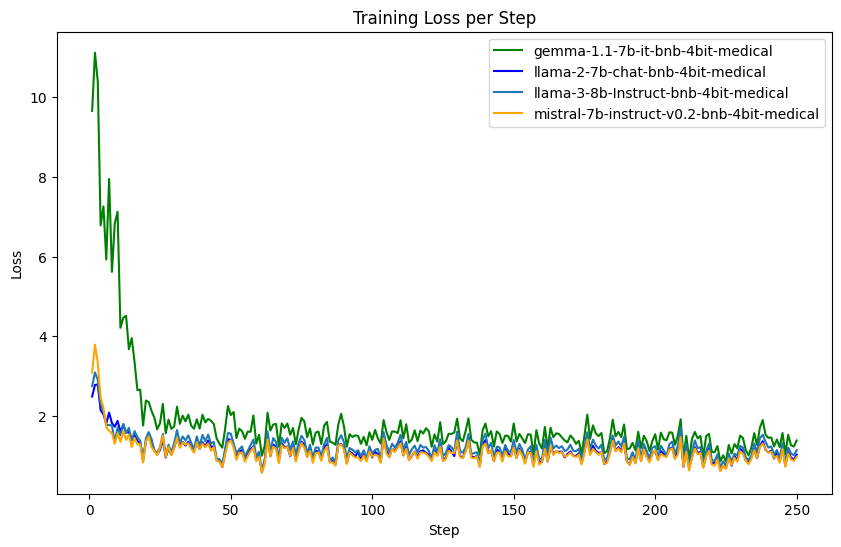 Training Loss per Step
gemma-1.1-7b-it-bnb-4bit-medical
llama-2-7b-chat-bnb-4bit-medical
llama-3-8b-Instruct-bnb-4bit-medical
mistral-7b-instruct-v0.2-bnb-4bit-medical
Loss
10
8
6
4
2
0
50
100
150
200
250
Step